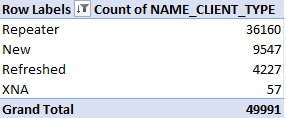 Row Labels Count of NAME_CLIENT_TYPE
Repeater 36160
New 9547
Refreshed 4227
XNA 57
Grand Total 49991